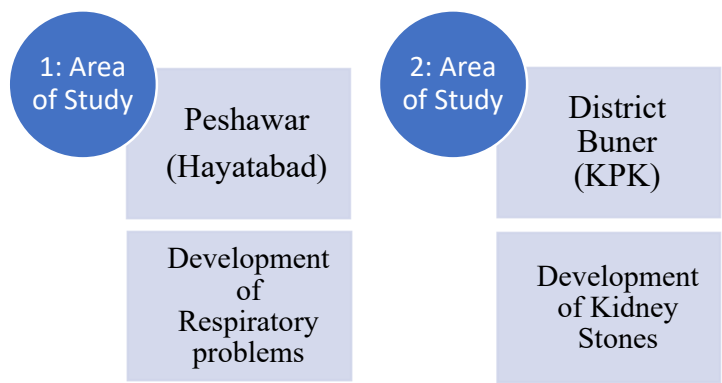 1: Area
of Study
Peshawar
(Hayatabad)
Development
of
Respiratory
problems
2: Area
of Study
District
Buner
(KPK)
Development
of Kidney
Stones